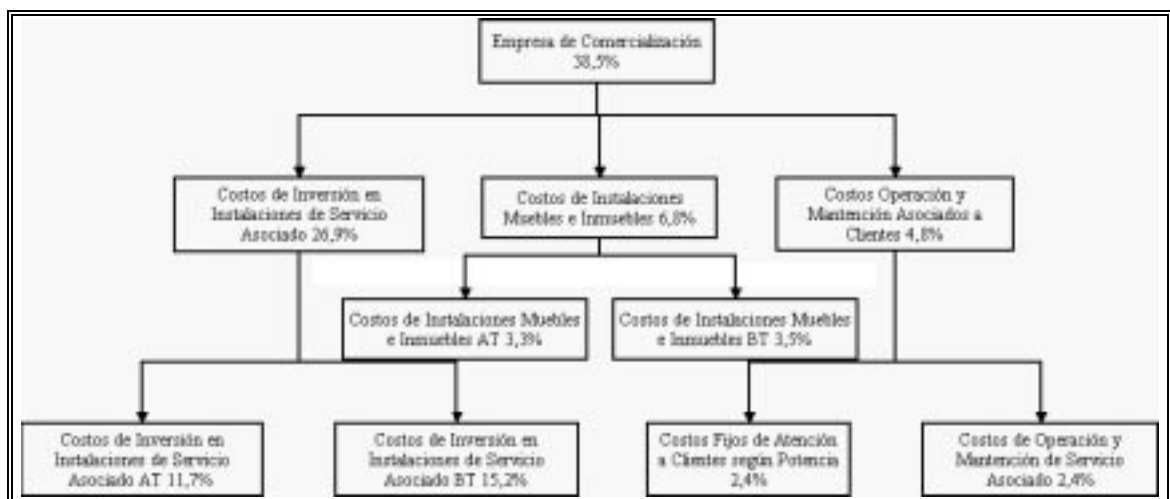 Empresa de Comercialización
38,5%
Costos de Inversión en
Instalaciones de Servicio
Asociado 26,9%
Costos de Instalaciones
Muebles e Inmuebles 6,8%
Costos Operación y
Mantención Asociados a
Clientes 4,8%
Costos de Instalaciones Muebles
e Inmuebles AT 3,3%
Costos de Instalaciones Muebles
e Inmuebles BT 3,5%
Costos de Inversión en
Instalaciones de Servicio
Asociado AT 11,7%
Costos de Inversión en
Instalaciones de Servicio
Asociado BT 15,2%
Costos Fijos de Atención
a Clientes según Potencia
2,4%
Costos de Operación y
Mantención de Servicio
Asociado 2,4%